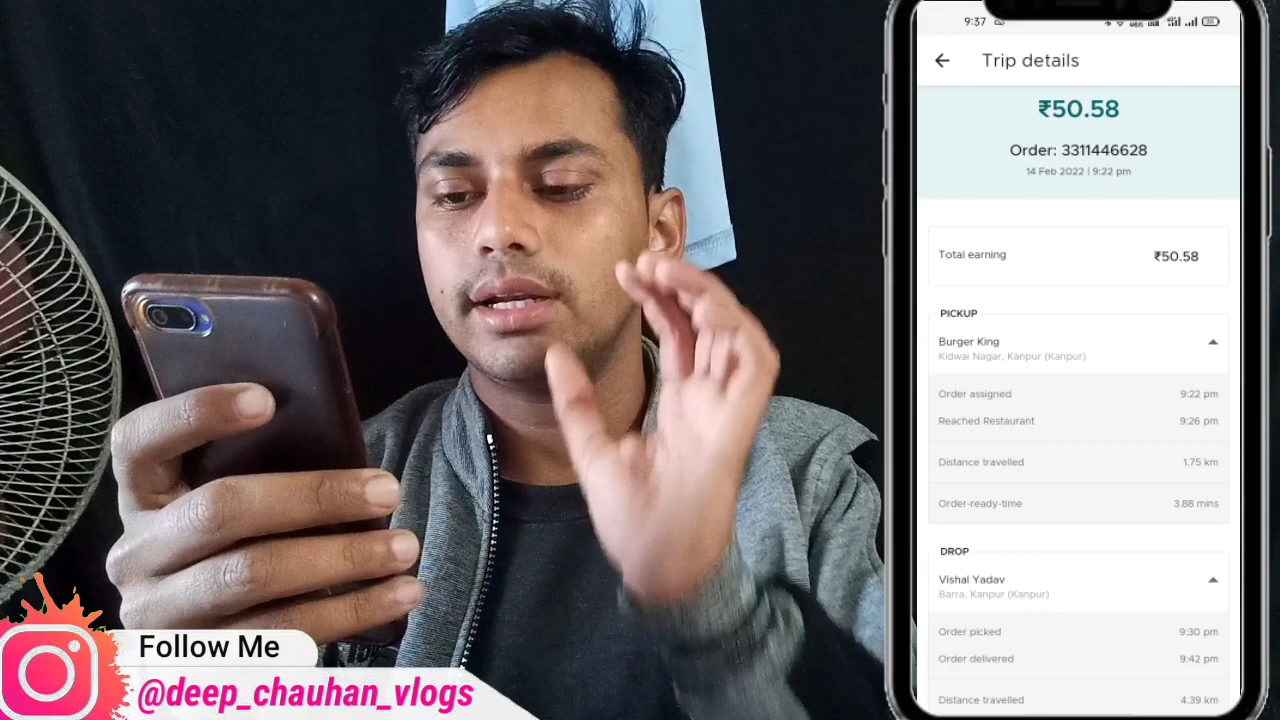 9:37
Trip details
₹50.58
Order: 3311446628
14 Feb 2022 | 9:22 pm
Total earning ₹50.58
PICKUP
Burger King
Kidwai Nagar, Kanpur (Kanpur)
Order assigned 9:22 pm
Reached Restaurant 9:26 pm
Distance travelled 1.75 km
Order-ready-time 3.88 mins
DROP
Vishal Yadav
Barra, Kanpur (Kanpur)
Order picked 9:30 pm
Order delivered 9:42 pm
Distance travelled 4.39 km
Follow Me
@deep_chauhan_vlogs